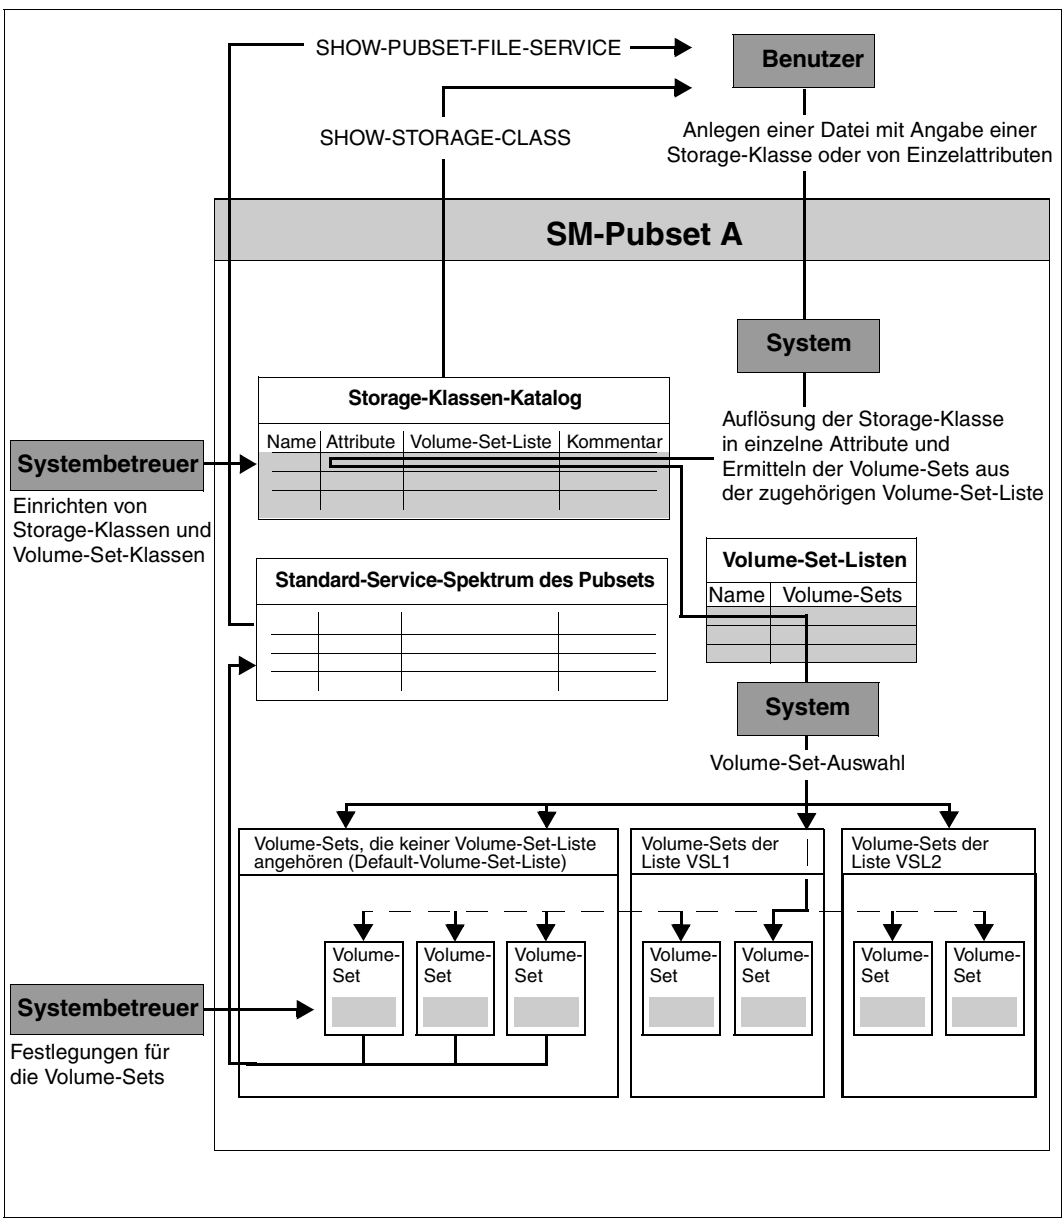 SHOW-PUBSET-FILE-SERVICE
Benutzer
SHOW-STORAGE-CLASS
Anlegen einer Datei mit Angabe einer
Storage-Klasse oder von Einzelattributen
SM-Pubset A
System
Storage-Klassen-Katalog
Name Attribute Volume-Set-Liste Kommentar
Auflösung der Storage-Klasse
in einzelne Attribute und
Ermitteln der Volume-Sets aus
der zugehörigen Volume-Set-Liste
Systembetreuer
Einrichten von
Storage-Klassen und
Volume-Set-Klassen
Volume-Set-Listen
Name Volume-Sets
Standard-Service-Spektrum des Pubsets
System
Volume-Set-Auswahl
Volume-Sets, die keiner Volume-Set-Liste
angehören (Default-Volume-Set-Liste)
Volume-Sets der
Liste VSL1
Volume-Sets der
Liste VSL2
Volume-
Set
Volume-
Set
Volume-
Set
Volume-
Set
Volume-
Set
Volume-
Set
Volume-
Set
Systembetreuer
Festlegungen für
die Volume-Sets